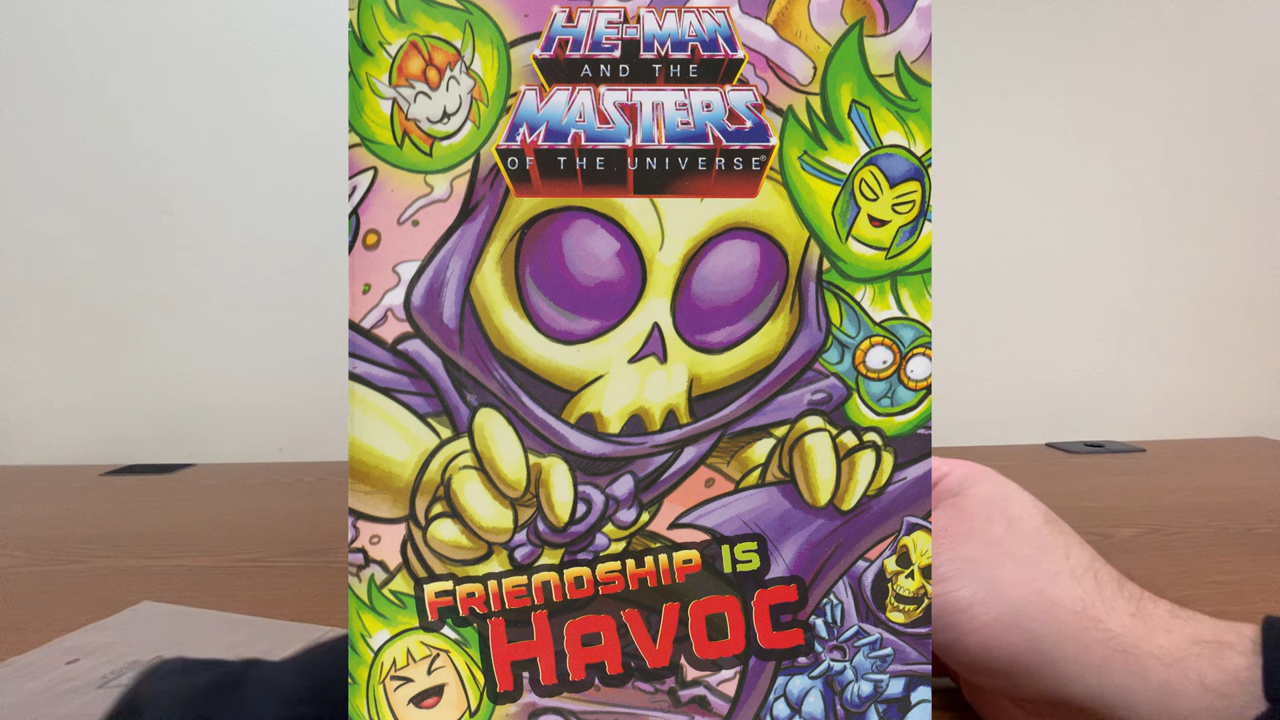 HE-MAN
AND THE
MASTERS
OF THE UNIVERSE®
FRIENDSHIP IS
HAVOC